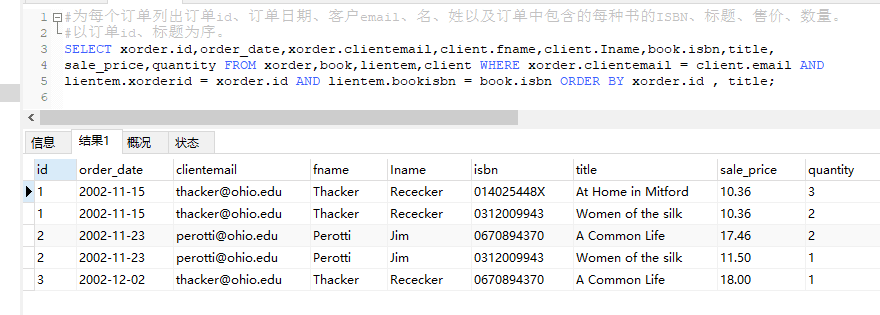 1 #为每个订单列出订单id、订单日期、客户email、名、姓以及订单中包含的每种书的ISBN、标题、售价、数量。
2 #以订单id、标题为序。
3 SELECT xorder.id,order_date,xorder.clientemail,client.fname,client.Iname,book.isbn,title,
4 sale_price,quantity FROM xorder,book,lientem,client WHERE xorder.clientemail = client.email AND
5 lientem.xorderid = xorder.id AND lientem.bookisbn = book.isbn ORDER BY xorder.id , title;
6
信息 结果1 概况 状态
id order_date clientemail fname Iname isbn title sale_price quantity
1 2002-11-15 thacker@ohio.edu Thacker Rececker 014025448X At Home in Mitford 10.36 3
1 2002-11-15 thacker@ohio.edu Thacker Rececker 0312009943 Women of the silk 10.36 2
2 2002-11-23 perotti@ohio.edu Perotti Jim 0670894370 A Common Life 17.46 2
2 2002-11-23 perotti@ohio.edu Perotti Jim 0312009943 Women of the silk 11.50 1
3 2002-12-02 thacker@ohio.edu Thacker Rececker 0670894370 A Common Life 18.00 1